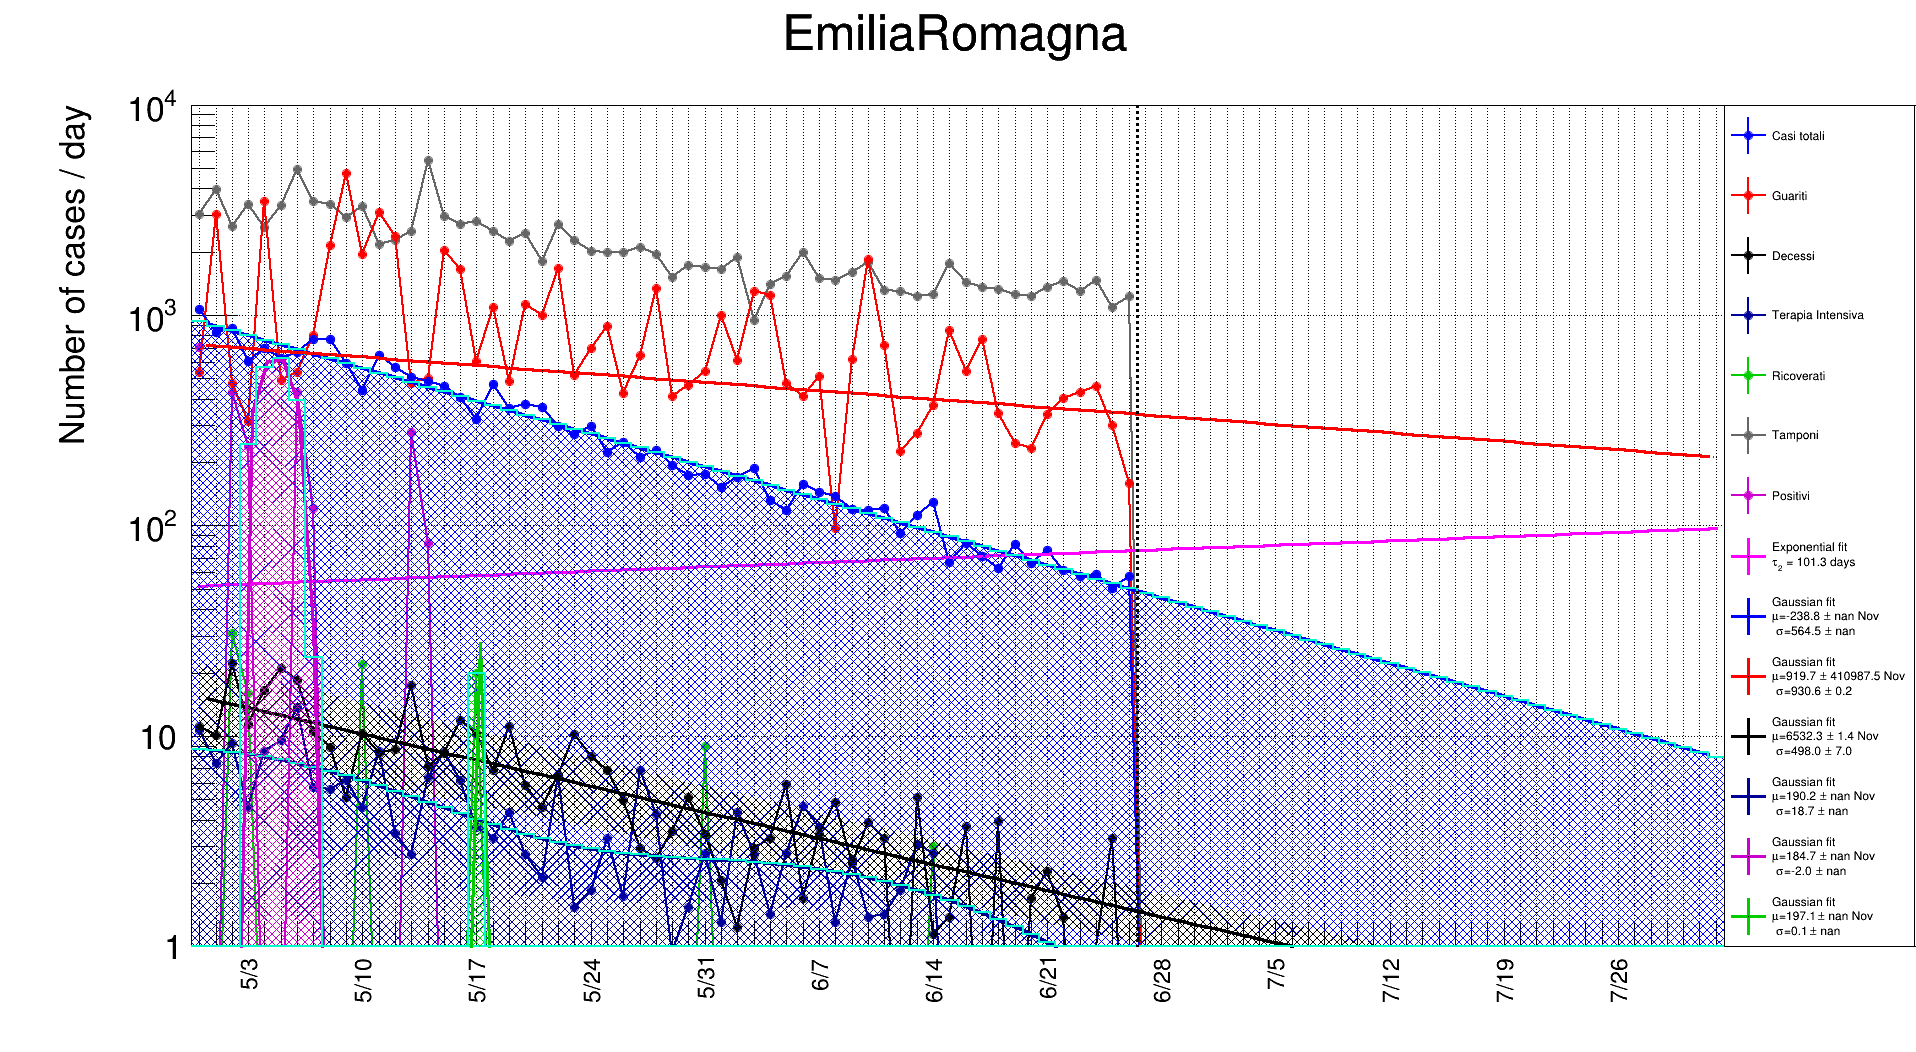 EmiliaRomagna
Number of cases / day
10^4
10^3
10^2
10
1
5/3
5/10
5/17
5/24
5/31
6/7
6/14
6/21
6/28
7/5
7/12
7/19
7/26
Casi totali
Guariti
Decessi
Terapia Intensiva
Ricoverati
Tamponi
Positivi
Exponential fit
τ₂ = 101.3 days
Gaussian fit
μ=-238.8 ± nan Nov
σ=564.5 ± nan
Gaussian fit
μ=919.7 ± 410987.5 Nov
σ=930.6 ± 0.2
Gaussian fit
μ=6532.3 ± 1.4 Nov
σ=498.0 ± 7.0
Gaussian fit
μ=190.2 ± nan Nov
σ=18.7 ± nan
Gaussian fit
μ=184.7 ± nan Nov
σ=-2.0 ± nan
Gaussian fit
μ=197.1 ± nan Nov
σ=0.1 ± nan